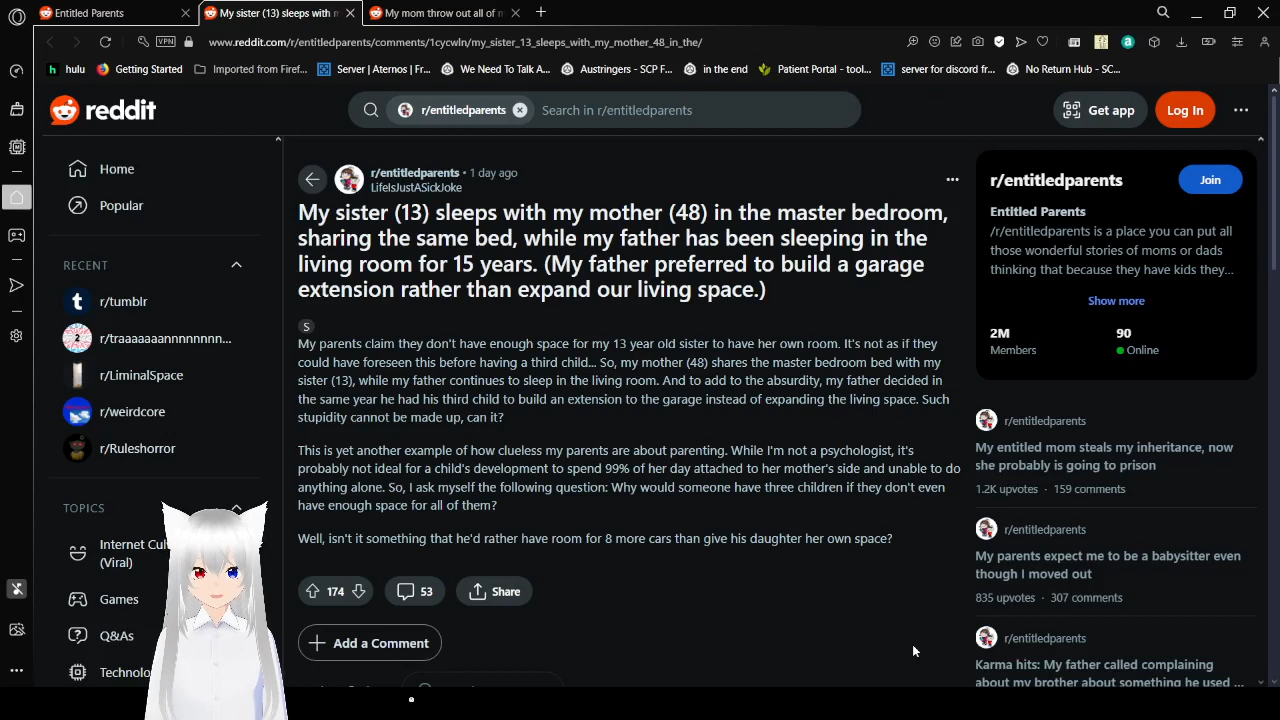 Entitled Parents
My sister (13) sleeps with m
My mom throw out all of m
VPN
www.reddit.com/r/entitledparents/comments/1cycwln/my_sister_13_sleeps_with_my_mother_48_in_the/
hulu
Getting Started
Imported from Firef...
Server | Aternos | Fr...
We Need To Talk A...
Austringers - SCP F...
in the end
Patient Portal - tool...
server for discord fr...
No Return Hub - SC...
reddit
r/entitledparents
Search in r/entitledparents
Get app
Log In
Home
Popular
RECENT
r/tumblr
r/traaaaaaannnnnnnn...
r/LiminalSpace
r/weirdcore
r/Ruleshorror
TOPICS
Internet Cul
(Viral)
Games
Q&As
Technolo
r/entitledparents • 1 day ago
LifeIsJustASickJoke
My sister (13) sleeps with my mother (48) in the master bedroom,
sharing the same bed, while my father has been sleeping in the
living room for 15 years. (My father preferred to build a garage
extension rather than expand our living space.)
S
My parents claim they don't have enough space for my 13 year old sister to have her own room. It's not as if they
could have foreseen this before having a third child... So, my mother (48) shares the master bedroom bed with my
sister (13), while my father continues to sleep in the living room. And to add to the absurdity, my father decided in
the same year he had his third child to build an extension to the garage instead of expanding the living space. Such
stupidity cannot be made up, can it?
This is yet another example of how clueless my parents are about parenting. While I'm not a psychologist, it's
probably not ideal for a child's development to spend 99% of her day attached to her mother's side and unable to do
anything alone. So, I ask myself the following question: Why would someone have three children if they don't even
have enough space for all of them?
Well, isn't it something that he'd rather have room for 8 more cars than give his daughter her own space?
174
53
Share
Add a Comment
r/entitledparents
Join
Entitled Parents
/r/entitledparents is a place you can put all
those wonderful stories of moms or dads
thinking that because they have kids they...
Show more
2M
90
Members
Online
r/entitledparents
My entitled mom steals my inheritance, now
she probably is going to prison
1.2K upvotes • 159 comments
r/entitledparents
My parents expect me to be a babysitter even
though I moved out
835 upvotes • 307 comments
r/entitledparents
Karma hits: My father called complaining
about my brother about something he used ...